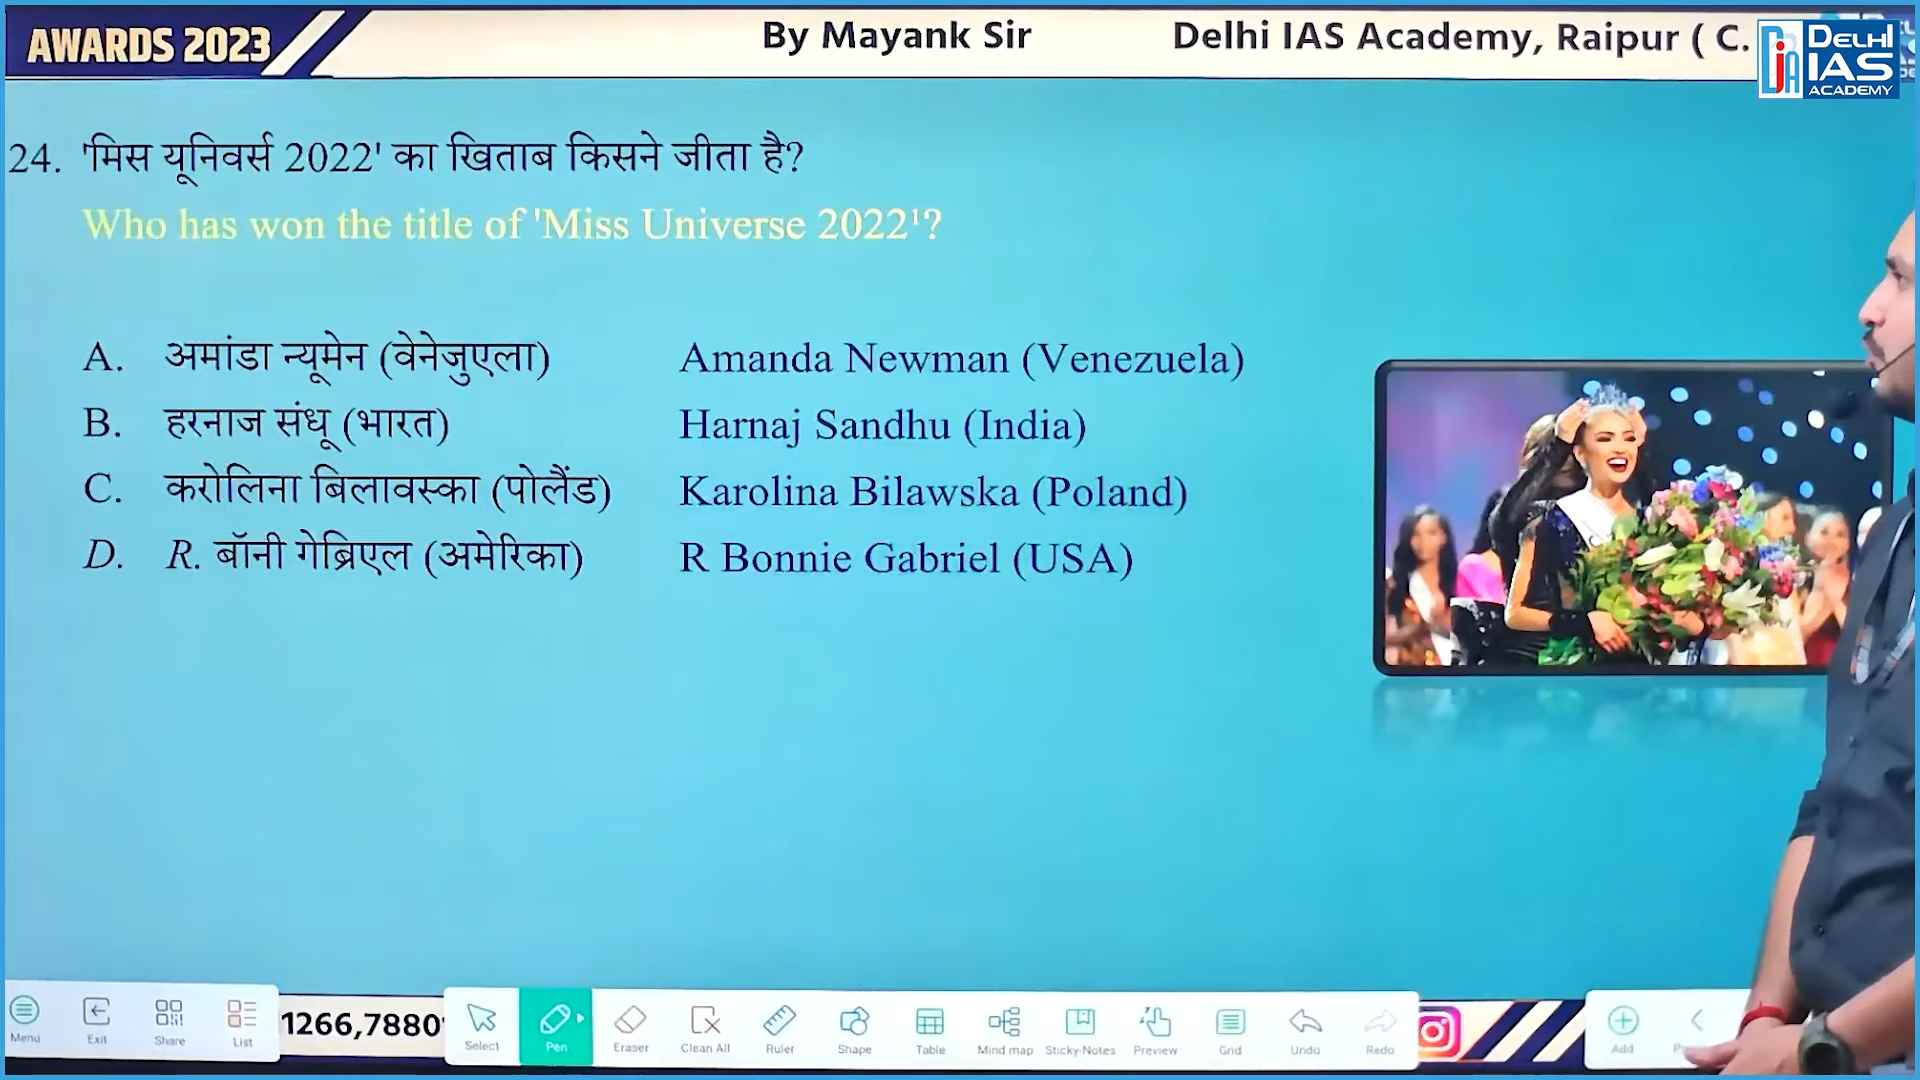 AWARDS 2023
By Mayank Sir
Delhi IAS Academy, Raipur ( C.
DELHI
IAS
ACADEMY
24. 'मिस यूनिवर्स 2022' का खिताब किसने जीता है?
Who has won the title of 'Miss Universe 2022¹?
A. अमांडा न्यूमेन (वेनेजुएला) Amanda Newman (Venezuela)
B. हरनाज संधू (भारत) Harnaj Sandhu (India)
C. करोलिना बिलावस्का (पोलैंड) Karolina Bilawska (Poland)
D. R. बॉनी गेब्रिएल (अमेरिका) R Bonnie Gabriel (USA)
Menu Exit Share List
1266,7880
Select Pen Eraser Clean All Ruler Shape Table Mind map Sticky-Notes Preview Grid Undo Redo
Add